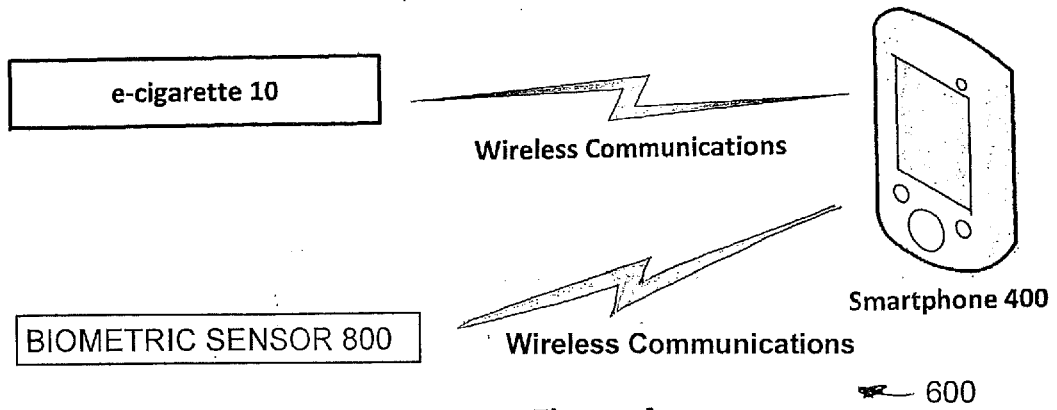 e-cigarette 10
Wireless Communications
Smartphone 400
BIOMETRIC SENSOR 800
Wireless Communications
600